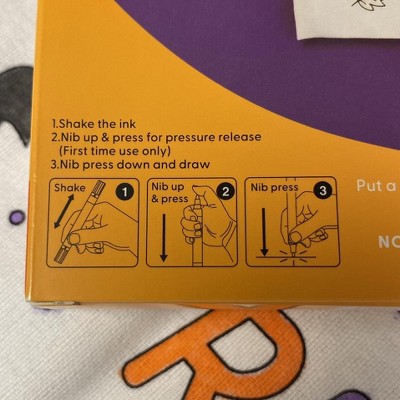 1.Shake the ink
2.Nib up & press for pressure release
(First time use only)
3.Nib press down and draw
Shake 1
Nib up & press 2
Nib press 3
Put a
NO
R